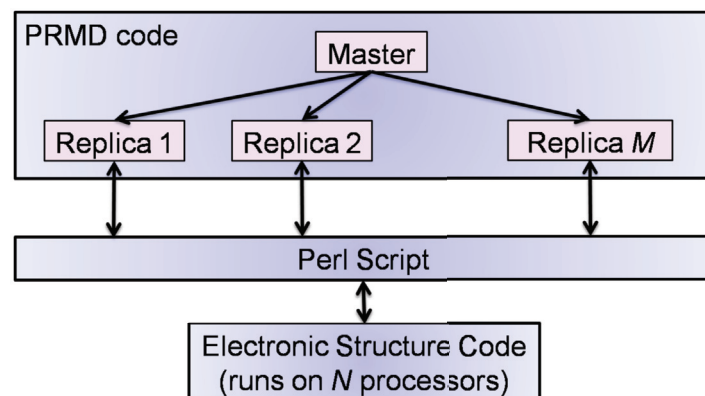 PRMD code
Master
Replica 1
Replica 2
Replica M
Perl Script
Electronic Structure Code
(runs on N processors)